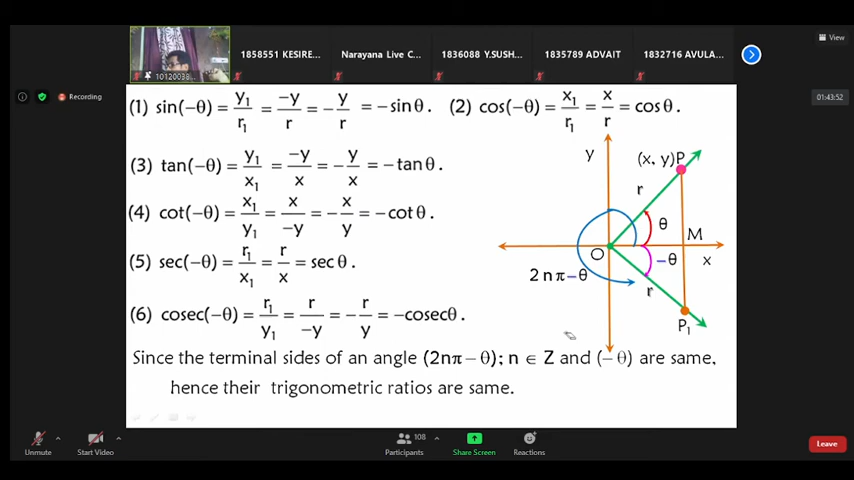 View
1858551 KESIRE...
Narayana Live C...
1836088 Y.SUSH...
1835789 ADVAIT
1832716 AVULA...
10120038...
Recording
01:43:52
(1) sin(−θ) = y₁/r₁ = −y/r = −y/r = −sinθ. (2) cos(−θ) = x₁/r₁ = x/r = cosθ.
(3) tan(−θ) = y₁/x₁ = −y/x = −y/x = −tanθ.
(4) cot(−θ) = x₁/y₁ = x/−y = −x/y = −cotθ.
(5) sec(−θ) = r₁/x₁ = r/x = secθ.
(6) cosec(−θ) = r₁/y₁ = r/−y = −r/y = −cosecθ.
y
(x, y)P
r
θ
M
O
−θ
x
2nπ−θ
r
P₁
Since the terminal sides of an angle (2nπ−θ); n ∈ Z and (−θ) are same,
hence their trigonometric ratios are same.
Unmute
Start Video
108
Participants
Share Screen
Reactions
Leave